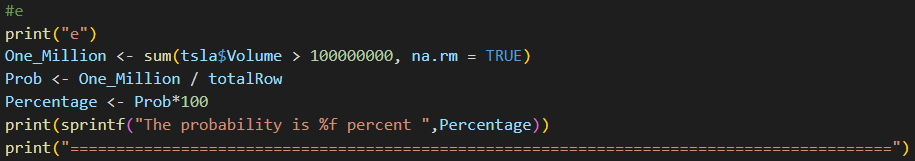 #e
print("e")
One_Million <- sum(tsla$Volume > 100000000, na.rm = TRUE)
Prob <- One_Million / totalRow
Percentage <- Prob*100
print(sprintf("The probability is %f percent ",Percentage))
print("=========================================================================================")